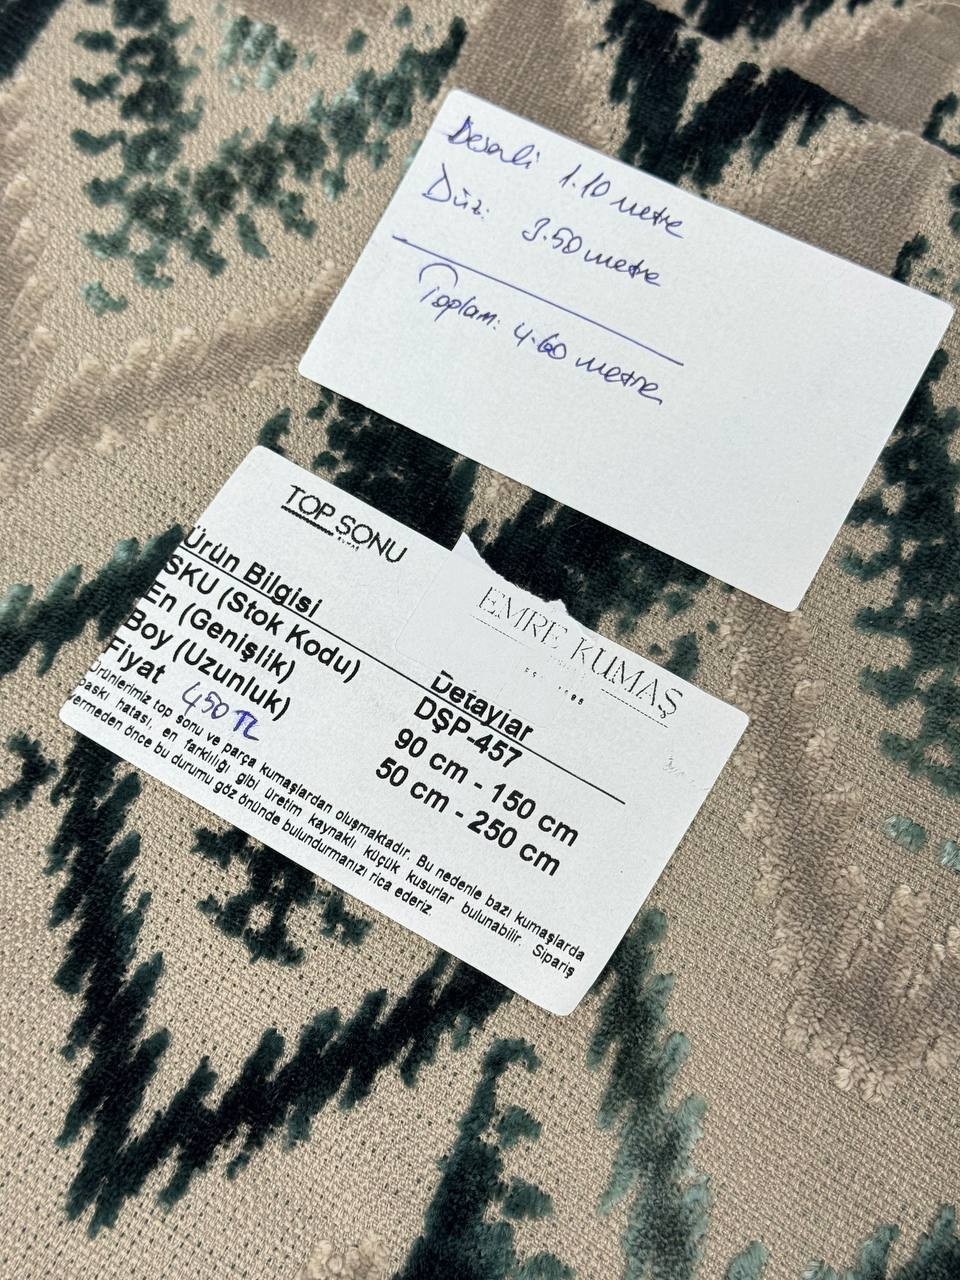 Desenli 1.10 metre
Düz: 3.50 metre
Toplam: 4.60 metre
TOP SONU
EMRE KUMAŞ
Ürün Bilgisi Detaylar
SKU (Stok Kodu) DŞP-457
En (Genişlik) 90 cm - 150 cm
Boy (Uzunluk) 50 cm - 250 cm
Fiyat 450 TL
Ürünlerimiz top sonu ve parça kumaşlardan oluşmaktadır. Bu nedenle bazı kumaşlarda
baskı hatası, en farklılığı gibi üretim kaynaklı küçük kusurlar bulunabilir. Sipariş
vermeden önce bu durumu göz önünde bulundurmanızı rica ederiz.